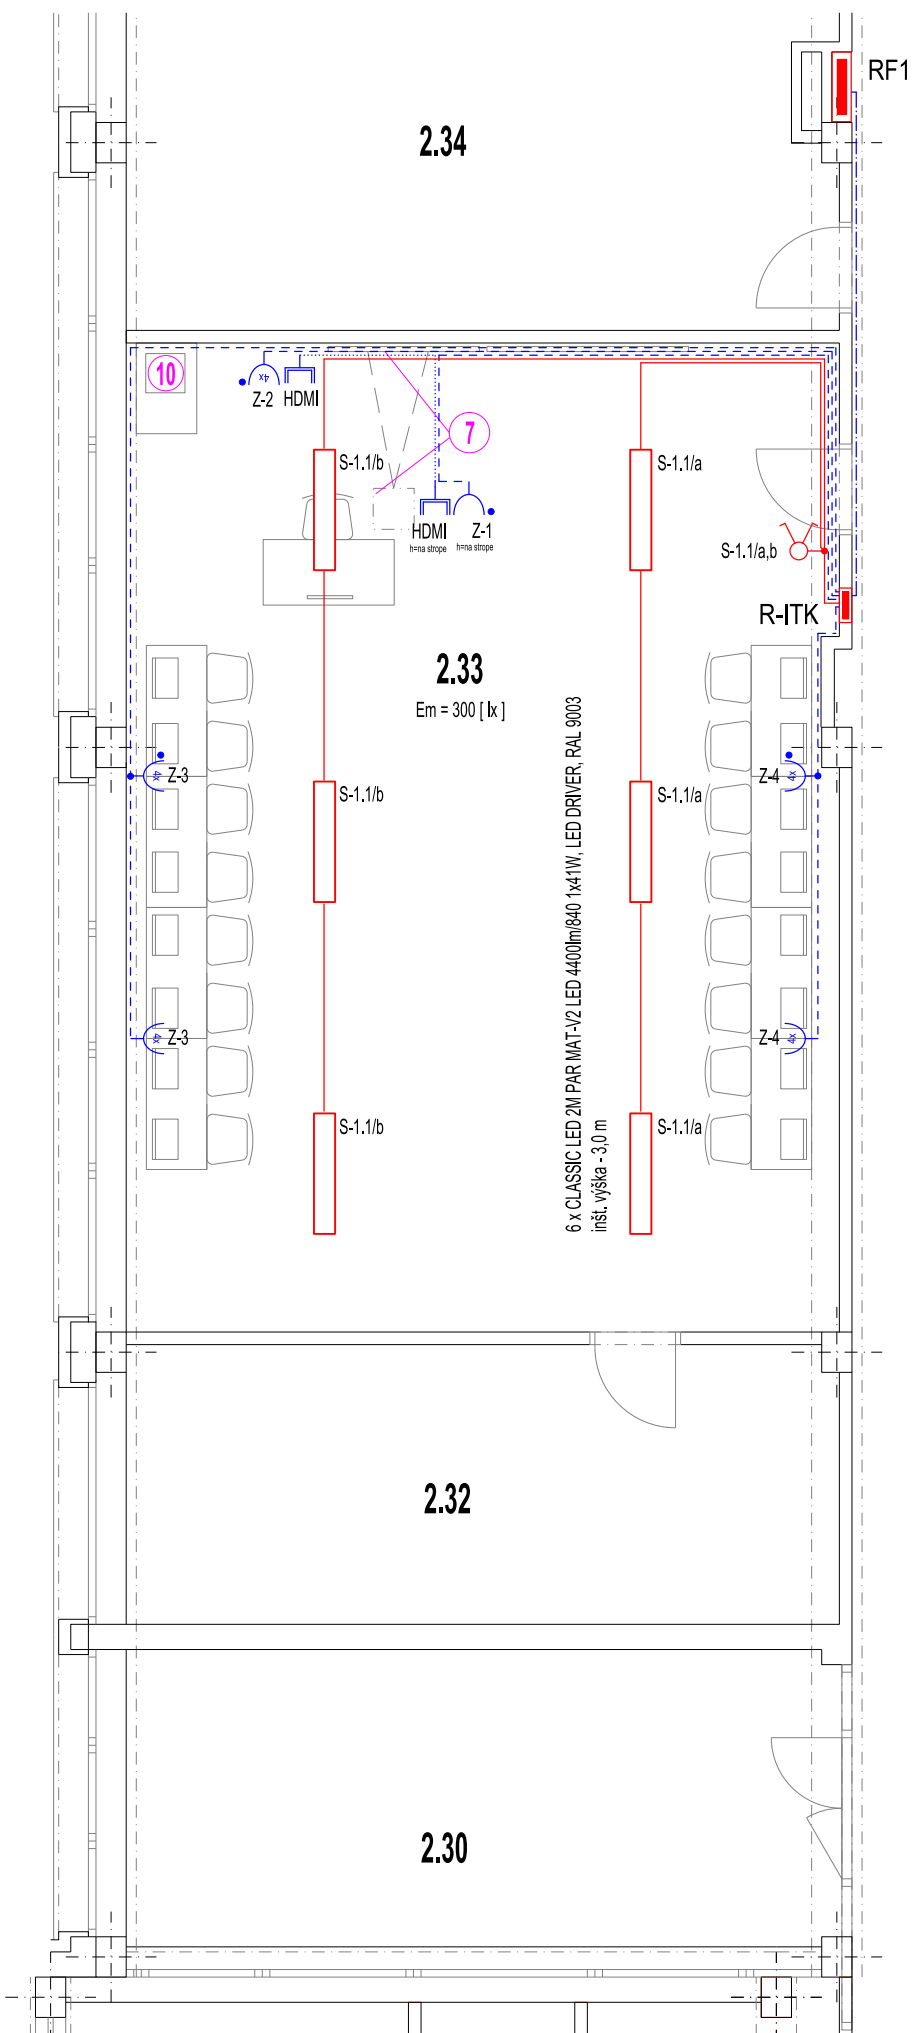 RF1
2.34
10
4x
Z-2
HDMI
7
S-1.1/b
S-1.1/a
HDMI
h=na strope
Z-1
h=na strope
S-1.1/a,b
R-ITK
2.33
Em = 300 [ lx ]
4x
Z-3
S-1.1/b
S-1.1/a
Z-4
4x
6 x CLASSIC LED 2M PAR MAT-V2 LED 4400lm/840 1x41W, LED DRIVER, RAL 9003
inšt. výška - 3,0 m
4x
Z-3
Z-4
4x
S-1.1/b
S-1.1/a
2.32
2.30